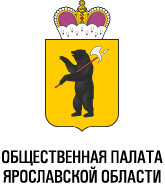 ОБЩЕСТВЕННАЯ ПАЛАТА
ЯРОСЛАВСКОЙ ОБЛАСТИ